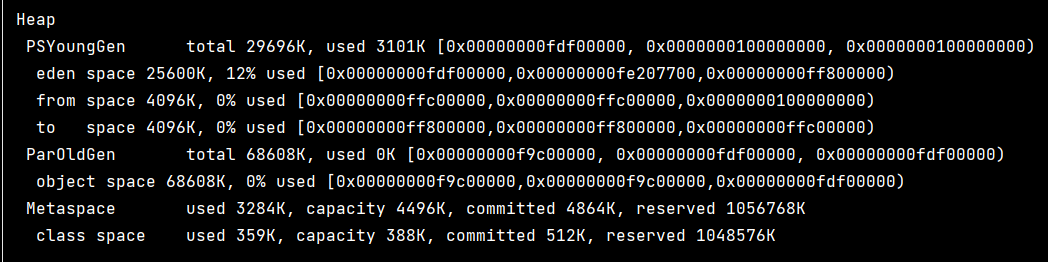 Heap
PSYoungGen      total 29696K, used 3101K [0x00000000fdf00000, 0x0000000100000000, 0x0000000100000000)
eden space 25600K, 12% used [0x00000000fdf00000,0x00000000fe207700,0x00000000ff800000)
from space 4096K, 0% used [0x00000000ffc00000,0x00000000ffc00000,0x0000000100000000)
to   space 4096K, 0% used [0x00000000ff800000,0x00000000ff800000,0x00000000ffc00000)
ParOldGen       total 68608K, used 0K [0x00000000f9c00000, 0x00000000fdf00000, 0x00000000fdf00000)
object space 68608K, 0% used [0x00000000f9c00000,0x00000000f9c00000,0x00000000fdf00000)
Metaspace       used 3284K, capacity 4496K, committed 4864K, reserved 1056768K
class space    used 359K, capacity 388K, committed 512K, reserved 1048576K